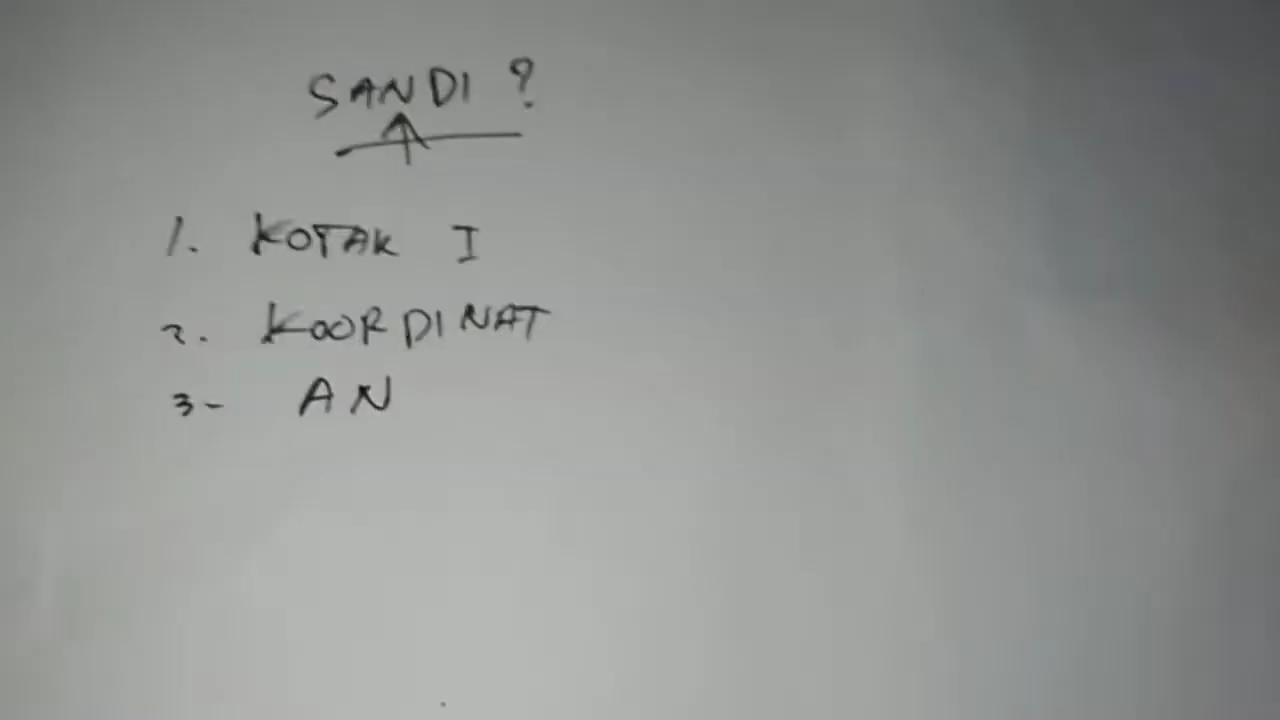 SANDI ?
1. KOTAK I
2. KOORDINAT
3- AN